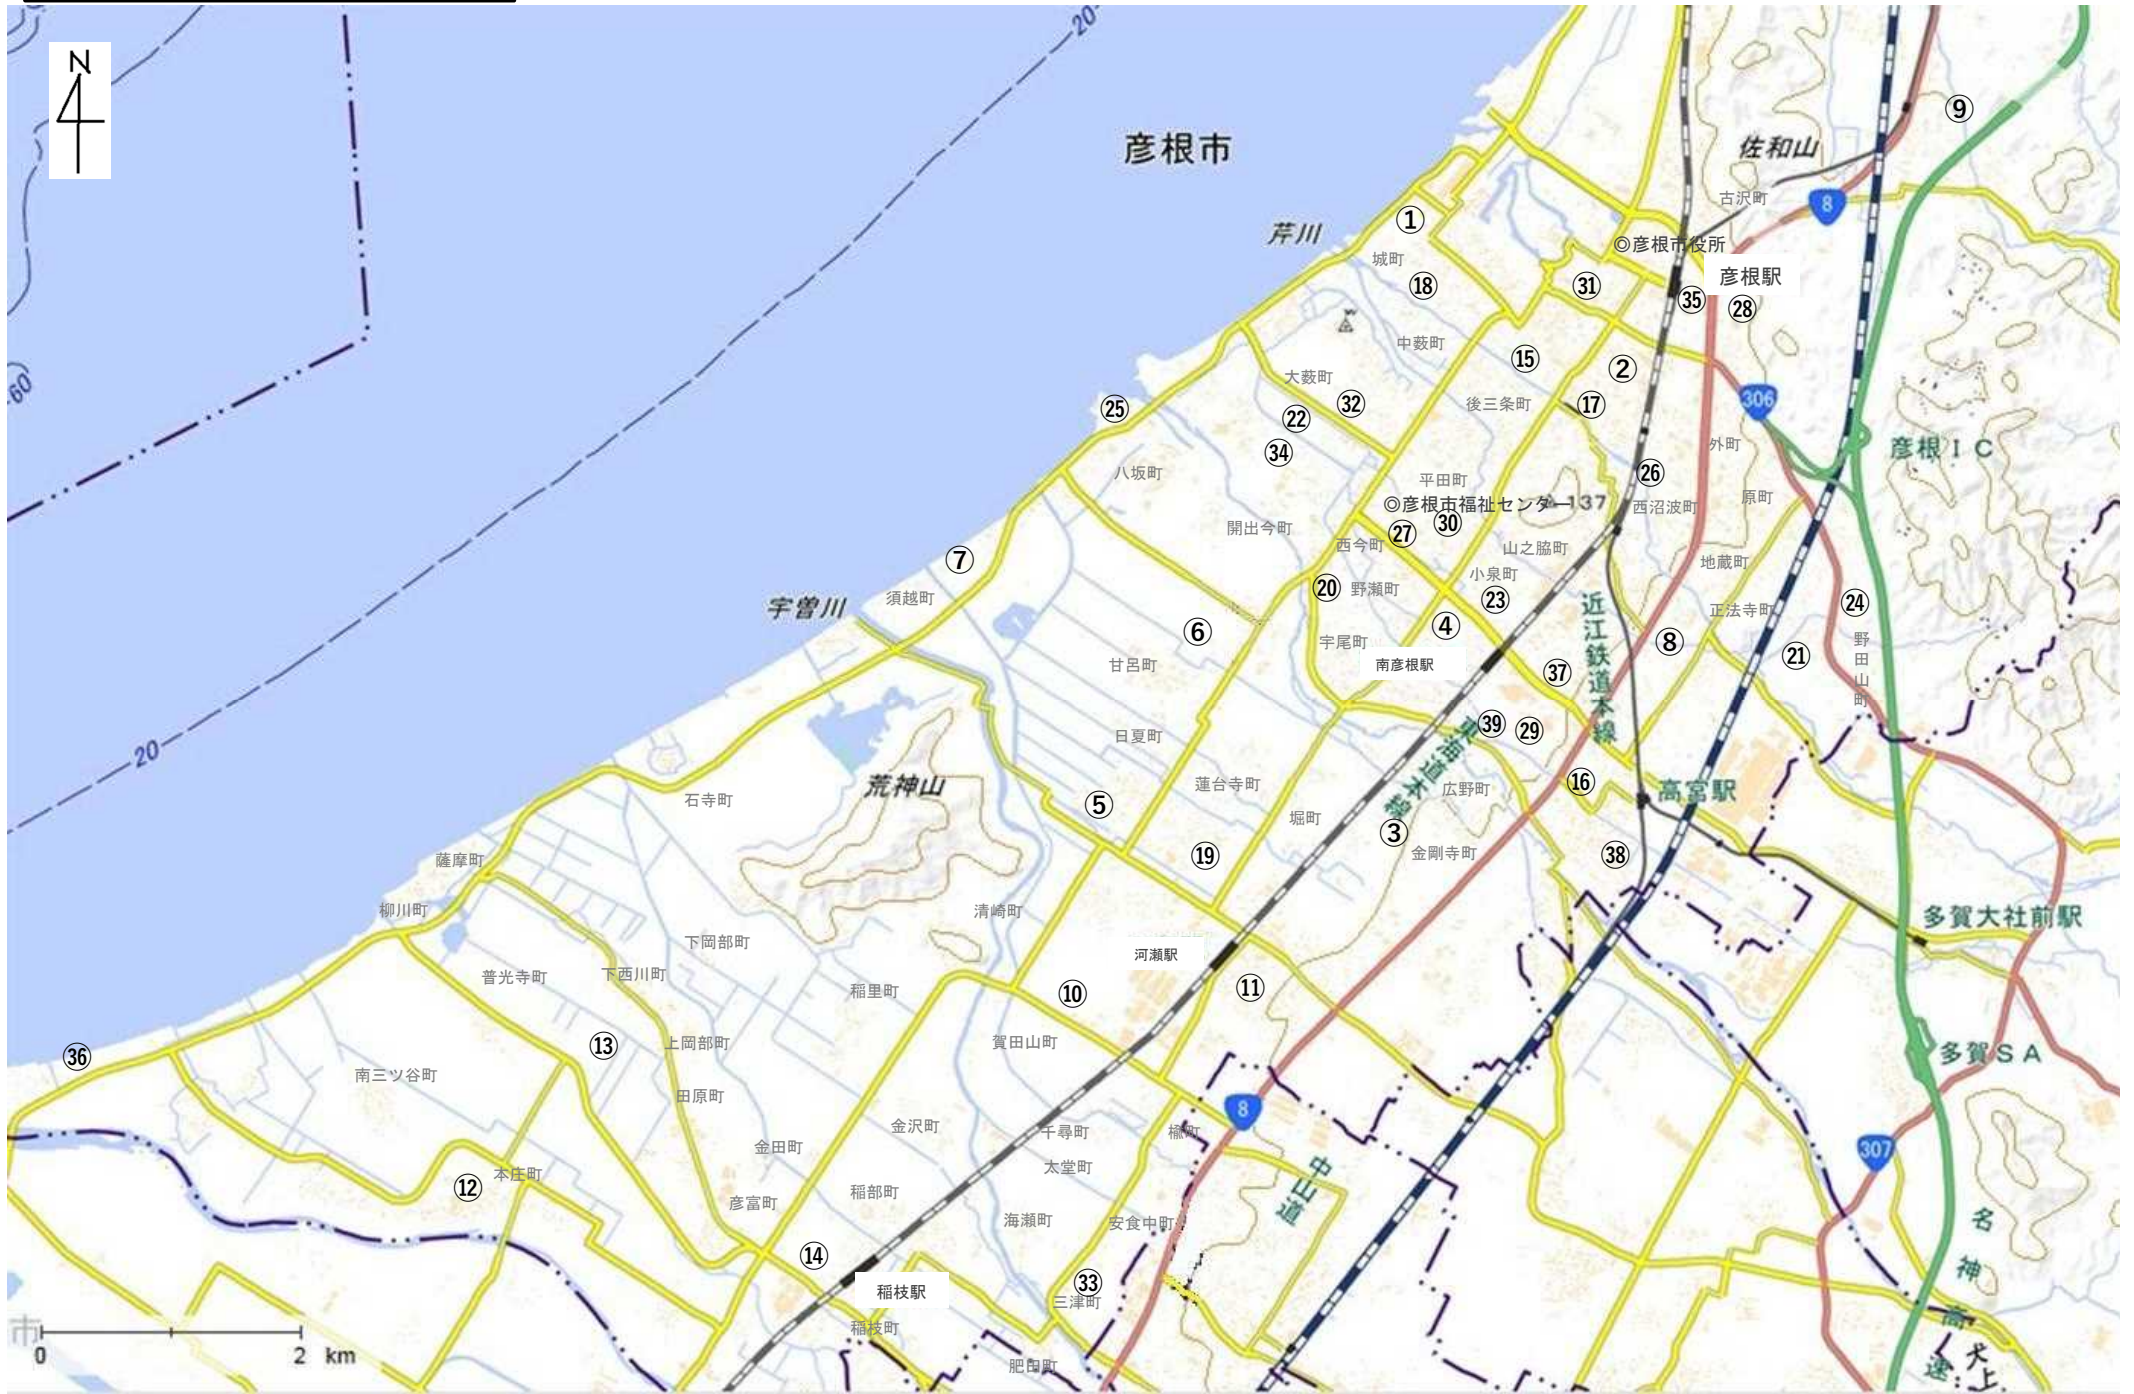 N
20
60
20
彦根市
佐和山
⑨
古沢町
8
①
芹川
◎彦根市役所
城町
彦根駅
⑱
㉛
㉟
㉘
中薮町
⑮
②
大薮町
㉜
後三条町
⑰
306
㉕
㉒
外町
彦根IC
㉞
八坂町
平田町
㉖
◎彦根市福祉センター
137
西沼波町
原町
開出今町
㉗
㉚
西今町
山之脇町
⑦
地蔵町
小泉町
⑳
野瀬町
㉓
近江鉄道本線
須越町
宇曽川
正法寺町
㉔
⑥
④
⑧
宇尾町
野田山町
甘呂町
南彦根駅
㉑
㊲
日夏町
㊴
㉙
東海道本線
荒神山
蓮台寺町
⑯
広野町
高宮駅
石寺町
⑤
堀町
③
薩摩町
⑲
金剛寺町
㊳
柳川町
清崎町
多賀大社前駅
下岡部町
河瀬駅
普光寺町
下西川町
稲里町
⑩
⑪
⑬
上岡部町
賀田山町
多賀SA
㊱
南三ツ谷町
田原町
8
金沢町
千尋町
楡町
金田町
307
太堂町
本庄町
⑫
中山道
稲部町
彦富町
海瀬町
安食中町
⑭
㉝
稲枝駅
三津町
名神高速
市
稲枝町
犬上
0
2 km
肥田町